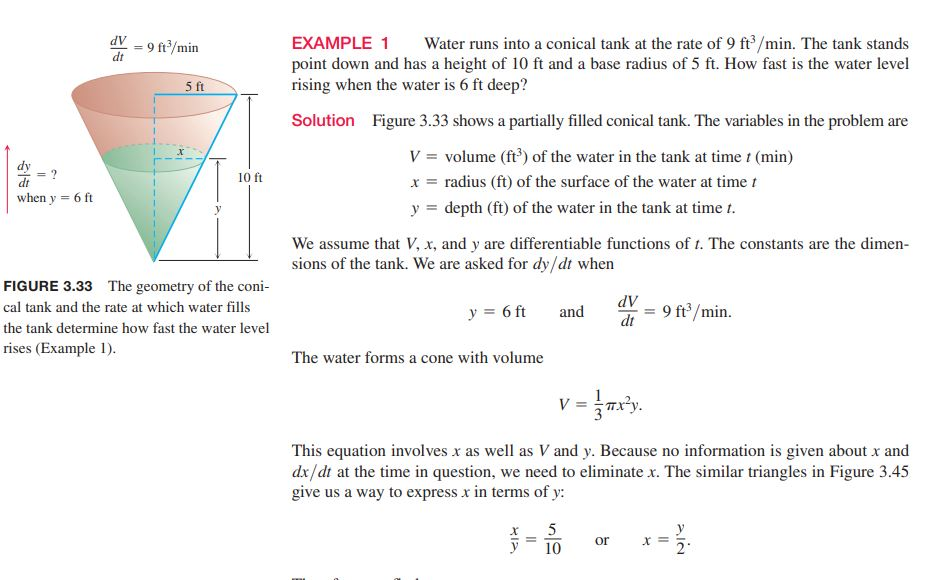 dV/dt = 9 ft³/min
5 ft
x
dy/dt = ?
when y = 6 ft
10 ft
y
FIGURE 3.33 The geometry of the coni-
cal tank and the rate at which water fills
the tank determine how fast the water level
rises (Example 1).
EXAMPLE 1 Water runs into a conical tank at the rate of 9 ft³/min. The tank stands
point down and has a height of 10 ft and a base radius of 5 ft. How fast is the water level
rising when the water is 6 ft deep?
Solution Figure 3.33 shows a partially filled conical tank. The variables in the problem are
V = volume (ft³) of the water in the tank at time t (min)
x = radius (ft) of the surface of the water at time t
y = depth (ft) of the water in the tank at time t.
We assume that V, x, and y are differentiable functions of t. The constants are the dimen-
sions of the tank. We are asked for dy/dt when
y = 6 ft and dV/dt = 9 ft³/min.
The water forms a cone with volume
V = 1/3 πx²y.
This equation involves x as well as V and y. Because no information is given about x and
dx/dt at the time in question, we need to eliminate x. The similar triangles in Figure 3.45
give us a way to express x in terms of y:
x/y = 5/10 or x = y/2.